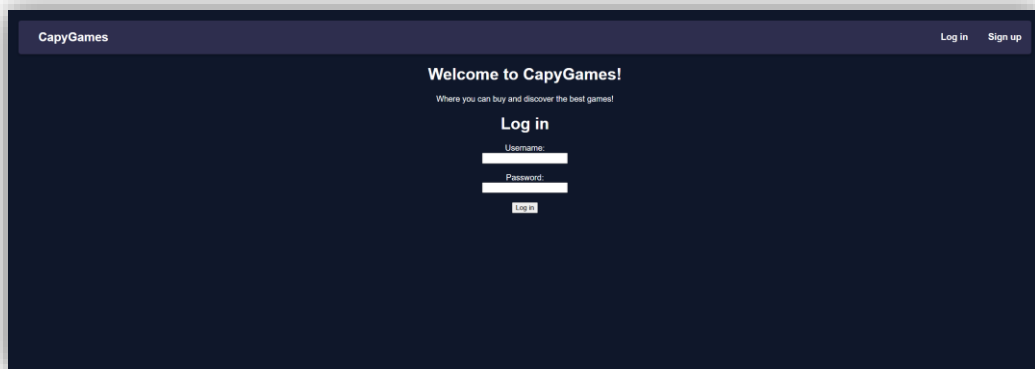 CapyGames Log in Sign up
Welcome to CapyGames!
Where you can buy and discover the best games!
Log in
Username:
Password:
Log in